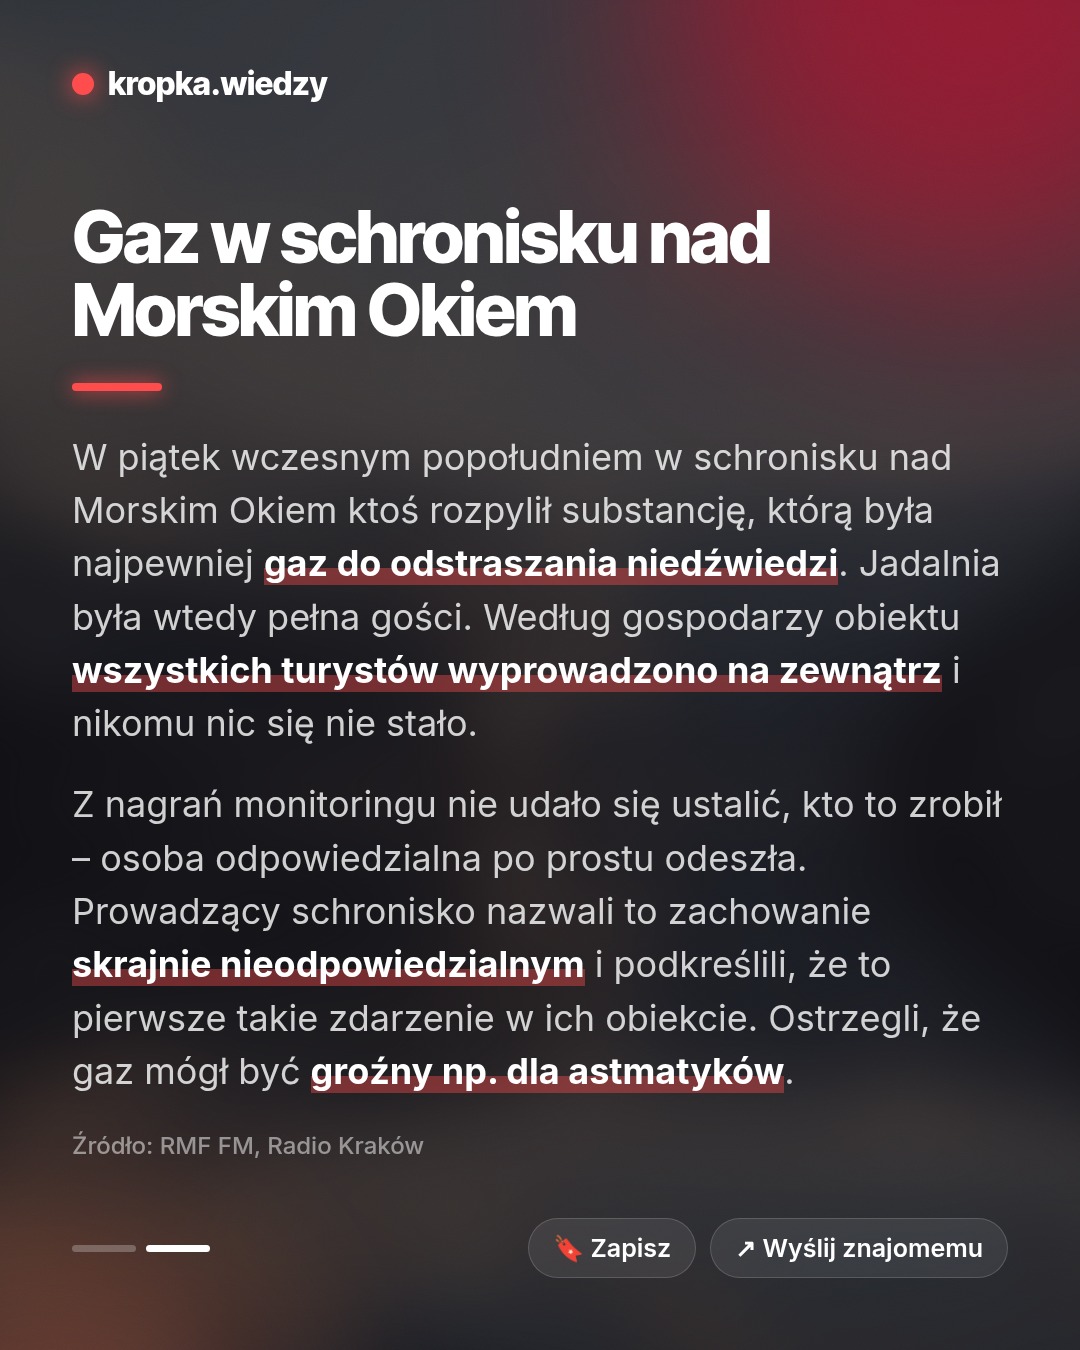 kropka.wiedzy
Gaz w schronisku nad
Morskim Okiem
W piątek wczesnym popołudniem w schronisku nad
Morskim Okiem ktoś rozpylił substancję, którą była
najpewniej gaz do odstraszania niedźwiedzi. Jadalnia
była wtedy pełna gości. Według gospodarzy obiektu
wszystkich turystów wyprowadzono na zewnątrz i
nikomu nic się nie stało.
Z nagrań monitoringu nie udało się ustalić, kto to zrobił
– osoba odpowiedzialna po prostu odeszła.
Prowadzący schronisko nazwali to zachowanie
skrajnie nieodpowiedzialnym i podkreślili, że to
pierwsze takie zdarzenie w ich obiekcie. Ostrzegli, że
gaz mógł być groźny np. dla astmatyków.
Źródło: RMF FM, Radio Kraków
🔖 Zapisz
↗ Wyślij znajomemu